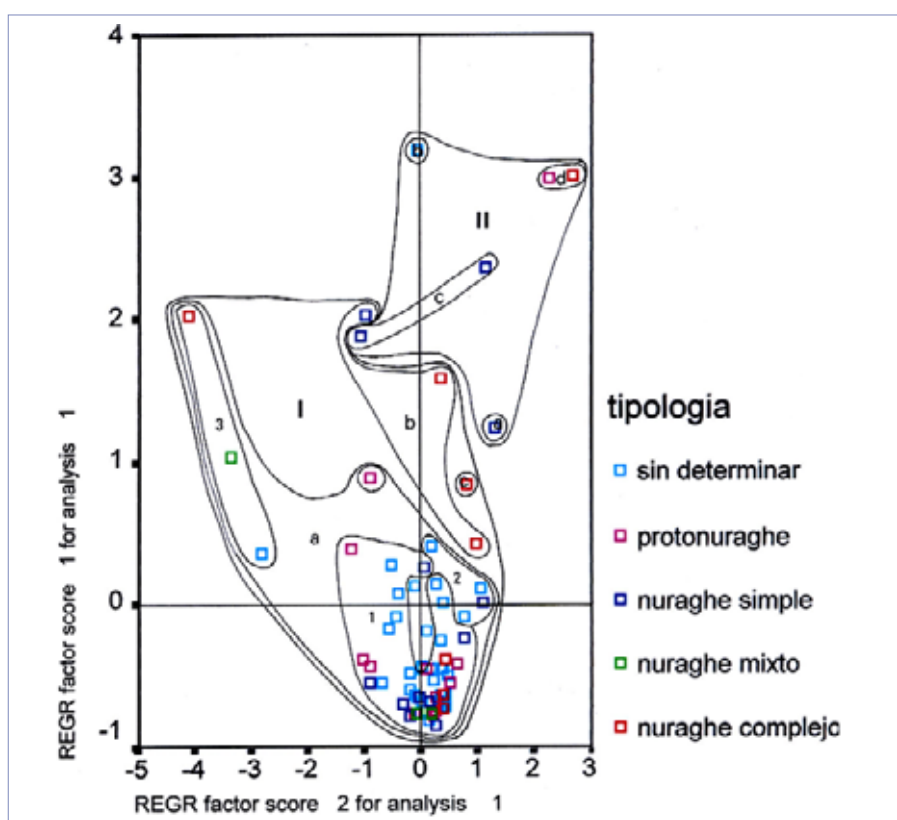 4
3
2
1
0
-1
-5 -4 -3 -2 -1 0 1 2 3
REGR factor score 1 for analysis 1
REGR factor score 2 for analysis 1
II
d
c
I
3
b
a
2
1
tipologia
sin determinar
protonuraghe
nuraghe simple
nuraghe mixto
nuraghe complejo